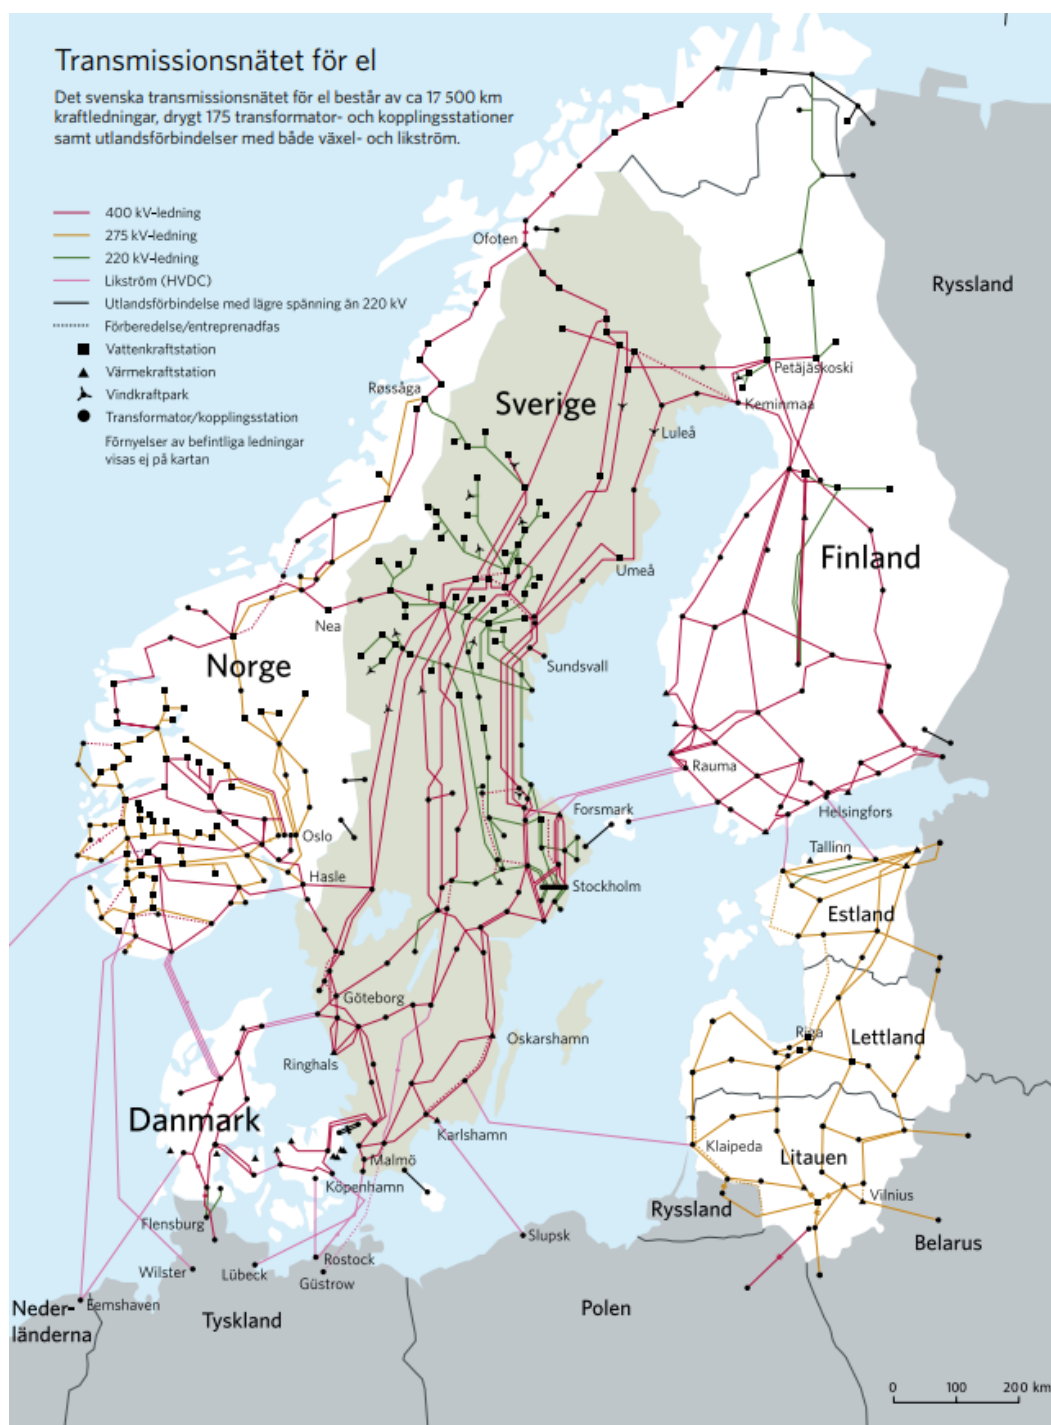 Transmissionsnätet för el
Det svenska transmissionsnätet för el består av ca 17 500 km
kraftledningar, drygt 175 transformator- och kopplingsstationer
samt utlandsförbindelser med både växel- och likström.
400 kV-ledning
275 kV-ledning
220 kV-ledning
Likström (HVDC)
Utlandsförbindelse med lägre spänning än 220 kV
Förberedelse/entreprenadfas
Vattenkraftstation
Värmekraftstation
Vindkraftpark
Transformator/kopplingsstation
Förnyelser av befintliga ledningar
visas ej på kartan
Ofoten
Ryssland
Petäjäskoski
Røssåga
Sverige
Keminmaa
Luleå
Finland
Umeå
Nea
Norge
Sundsvall
Rauma
Forsmark
Helsingfors
Oslo
Tallinn
Hasle
Stockholm
Estland
Göteborg
Riga
Lettland
Oskarshamn
Ringhals
Danmark
Karlshamn
Klaipeda
Litauen
Malmö
Köpenhamn
Vilnius
Ryssland
Flensburg
Slupsk
Belarus
Wilster
Lübeck
Rostock
Güstrow
Eemshaven
Neder-
länderna
Tyskland
Polen
0 100 200 km